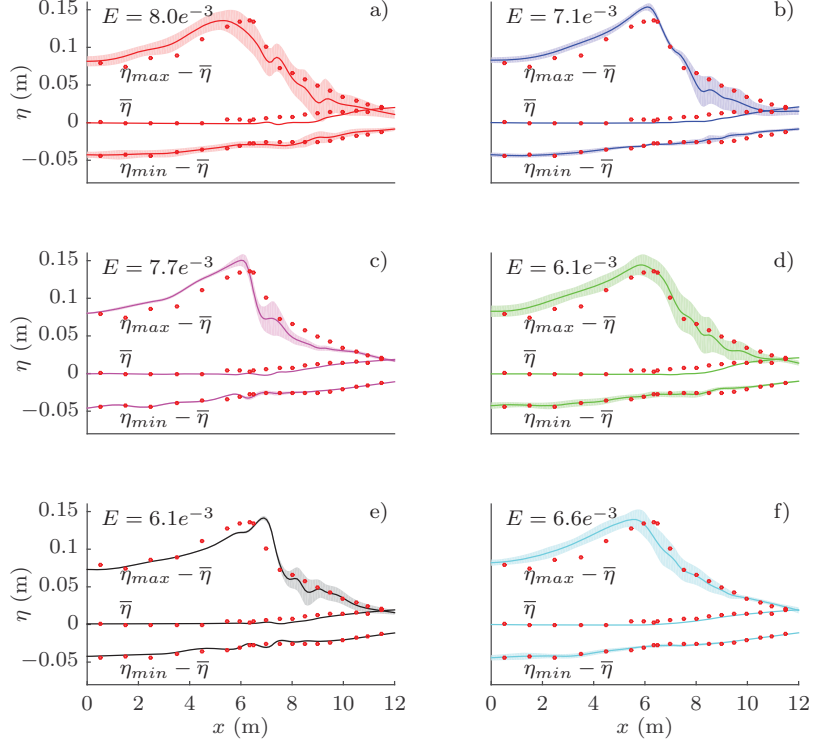 0.15 E = 8.0e⁻³ a) E = 7.1e⁻³ b)
0.1
η (m) 0.05 η_max − η̅ η_max − η̅
η̅ η̅
0
−0.05 η_min − η̅ η_min − η̅
0.15 E = 7.7e⁻³ c) E = 6.1e⁻³ d)
0.1
η (m) 0.05 η_max − η̅ η_max − η̅
η̅ η̅
0
−0.05 η_min − η̅ η_min − η̅
0.15 E = 6.1e⁻³ e) E = 6.6e⁻³ f)
0.1
η (m) 0.05 η_max − η̅ η_max − η̅
η̅ η̅
0
−0.05 η_min − η̅ η_min − η̅
0 2 4 6 8 10 12 0 2 4 6 8 10 12
x (m) x (m)